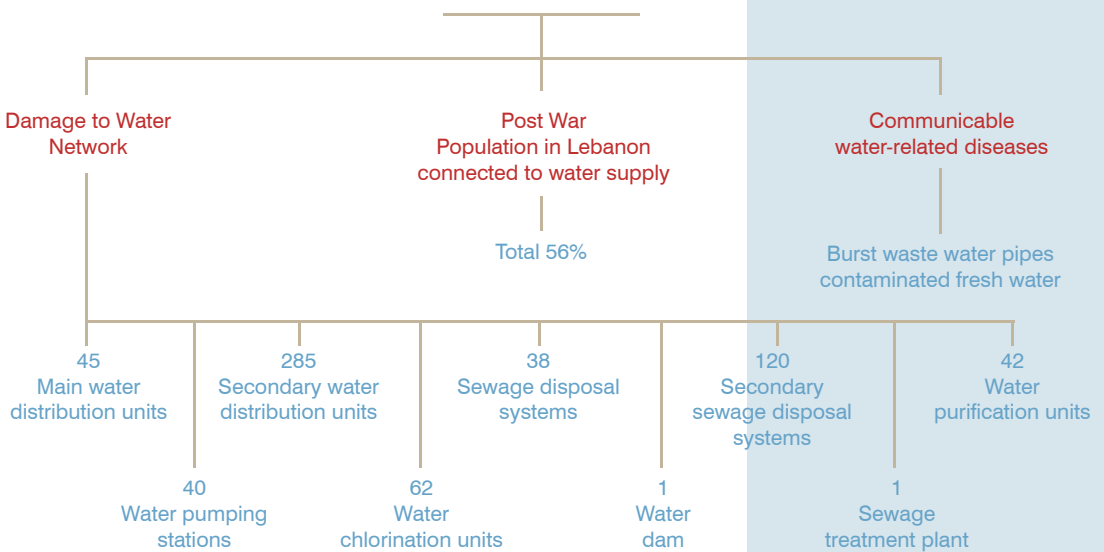 Damage to Water
Network
Post War
Population in Lebanon
connected to water supply
Total 56%
Communicable
water-related diseases
Burst waste water pipes
contaminated fresh water
45
Main water
distribution units
40
Water pumping
stations
285
Secondary water
distribution units
62
Water
chlorination units
38
Sewage disposal
systems
1
Water
dam
120
Secondary
sewage disposal
systems
1
Sewage
treatment plant
42
Water
purification units